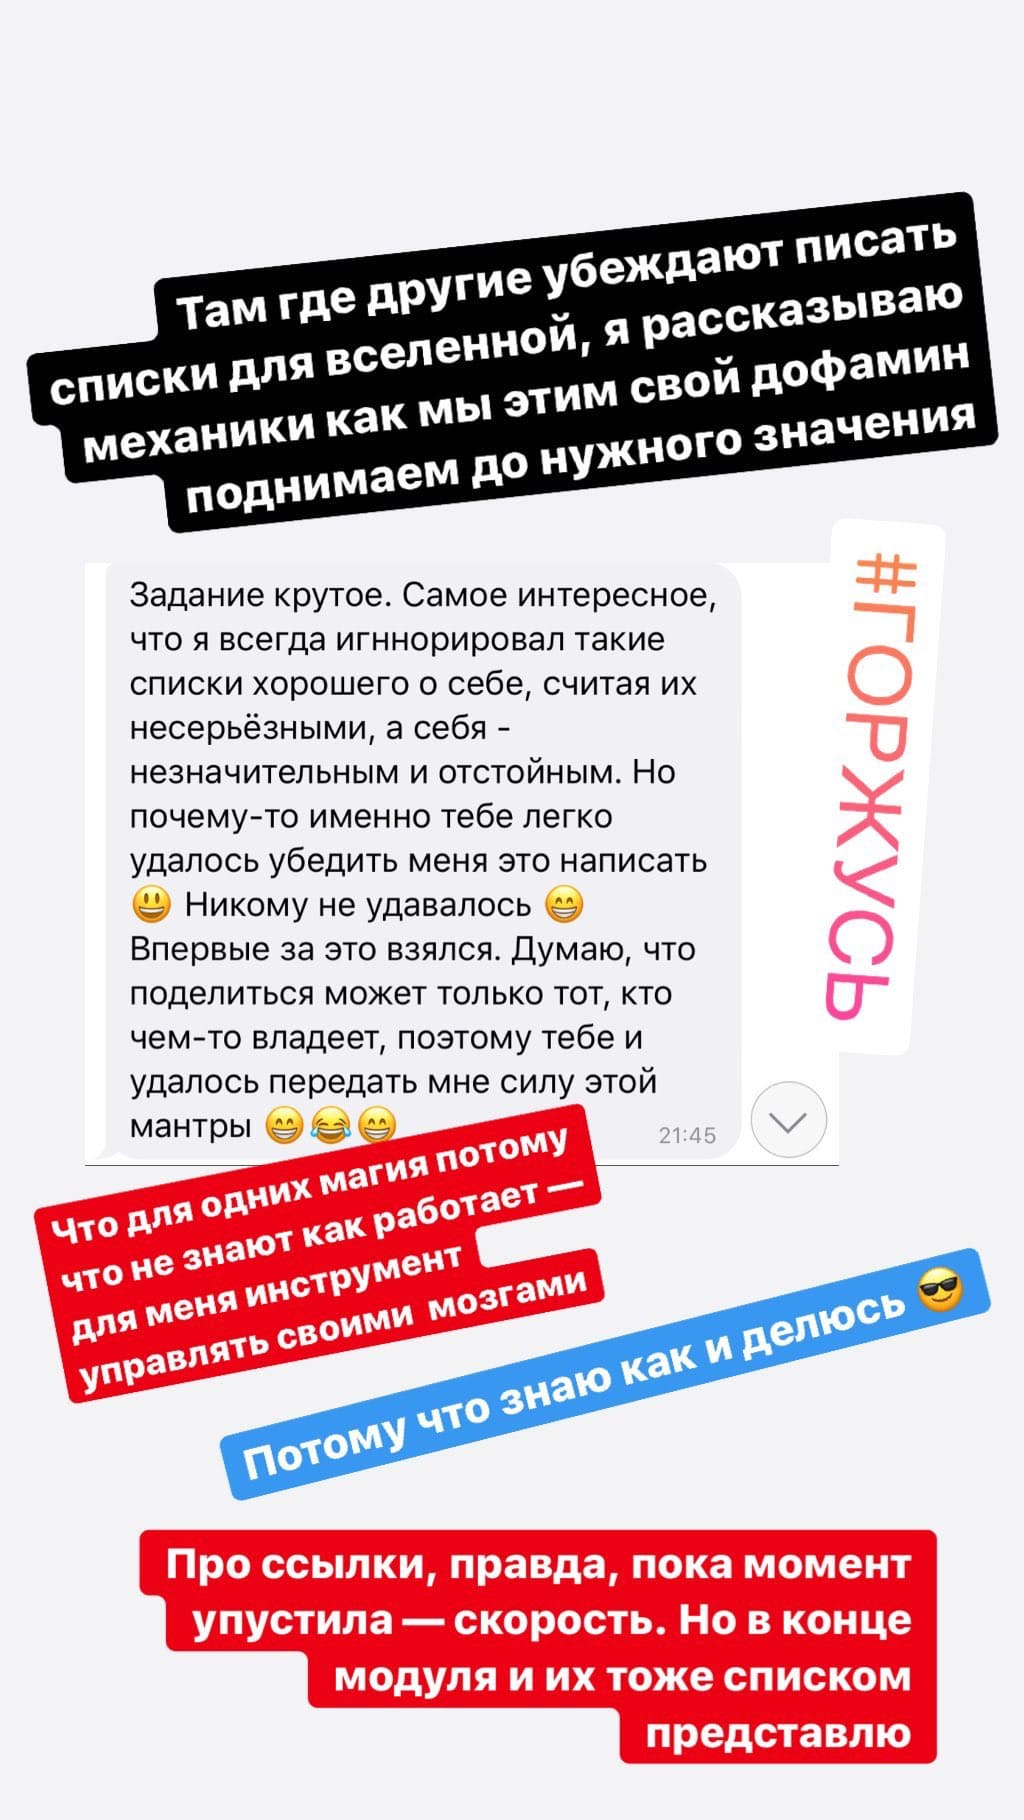 Там где другие убеждают писать
списки для вселенной, я рассказываю
механики как мы этим свой дофамин
поднимаем до нужного значения
#ГОРЖУСЬ
Задание крутое. Самое интересное,
что я всегда игннорировал такие
списки хорошего о себе, считая их
несерьёзными, а себя -
незначительным и отстойным. Но
почему-то именно тебе легко
удалось убедить меня это написать
😃 Никому не удавалось 😁
Впервые за это взялся. Думаю, что
поделиться может только тот, кто
чем-то владеет, поэтому тебе и
удалось передать мне силу этой
мантры 😁😂😁
21:45
Что для одних магия потому
что не знают как работает —
для меня инструмент
управлять своими мозгами
Потому что знаю как и делюсь 😎
Про ссылки, правда, пока момент
упустила — скорость. Но в конце
модуля и их тоже списком
представлю